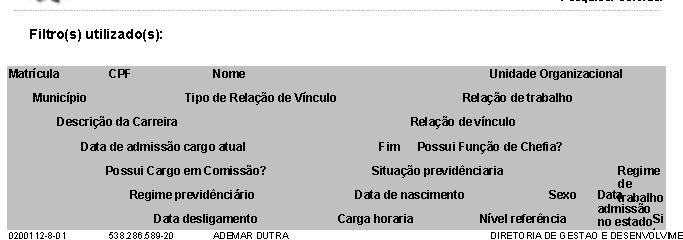 Filtro(s) utilizado(s):
Matrícula CPF Nome Unidade Organizacional
Município Tipo de Relação de Vínculo Relação de trabalho
Descrição da Carreira Relação de vínculo
Data de admissão cargo atual Fim Possui Função de Chefia?
Possui Cargo em Comissão? Situação previdênciaria Regime de trabalho
Regime previdênciário Data de nascimento Sexo Data admissão no estado
Data desligamento Carga horaria Nível referência Si
0200112-8-01 538.286.589-20 ADEMAR DUTRA DIRETORIA DE GESTAO E DESENVOLVIME